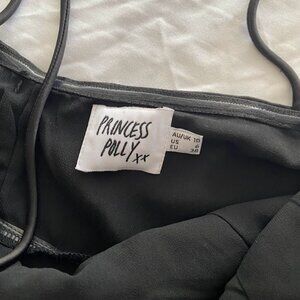 PRINCESS
POLLY xx
AU/UK 10
US 6
EU 38